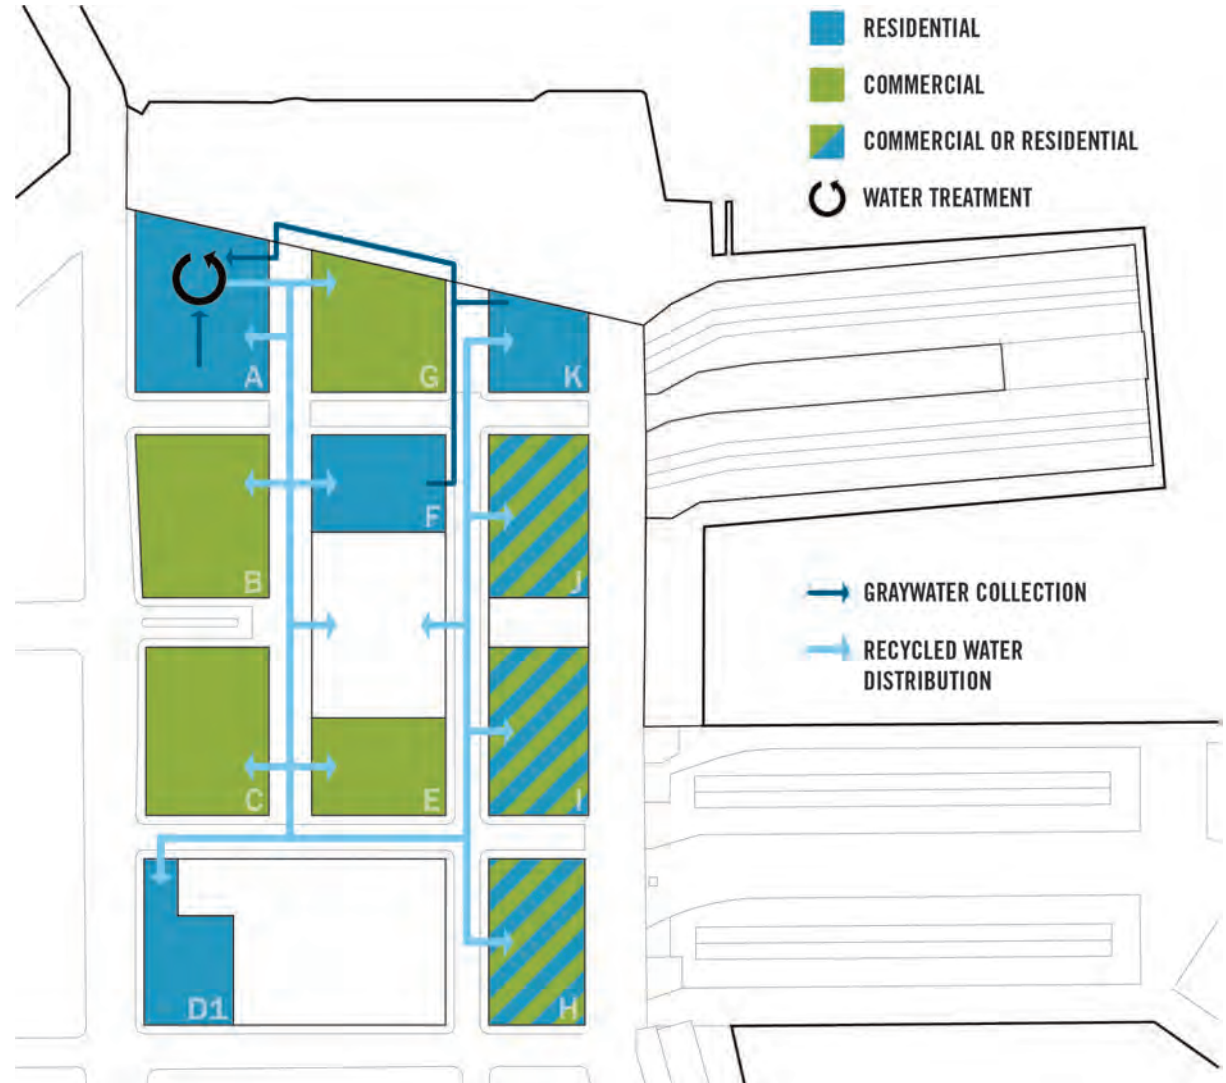 RESIDENTIAL
COMMERCIAL
COMMERCIAL OR RESIDENTIAL
WATER TREATMENT
A
G
K
F
B
J
GRAYWATER COLLECTION
RECYCLED WATER
DISTRIBUTION
C
E
I
D1
H